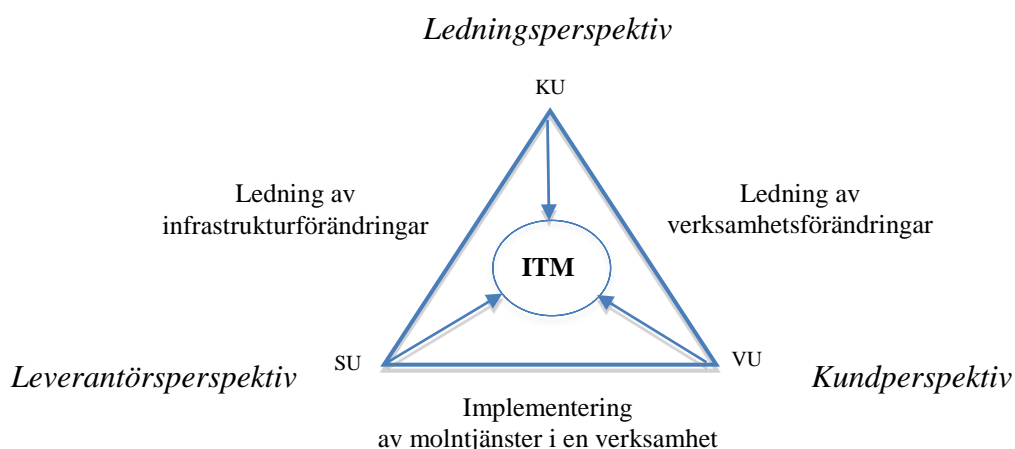 Ledningsperspektiv
KU
Ledning av
infrastrukturförändringar
Ledning av
verksamhetsförändringar
ITM
SU
VU
Leverantörsperspektiv
Kundperspektiv
Implementering
av molntjänster i en verksamhet